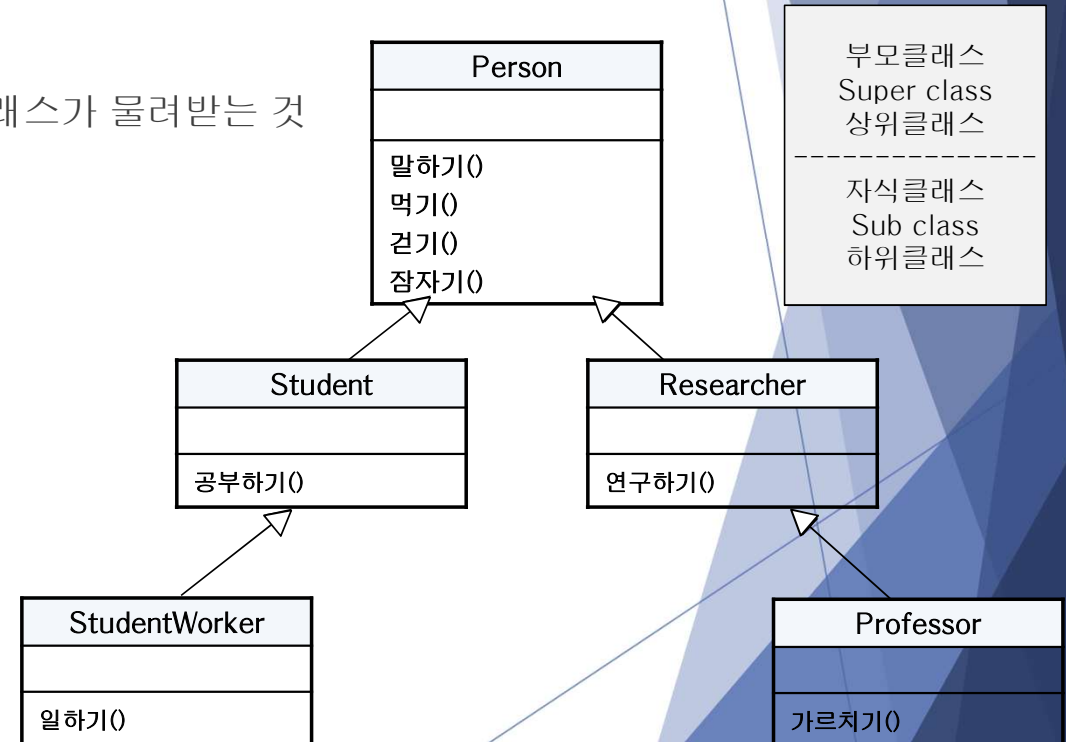 래스가 물려받는 것
Person
말하기()
먹기()
걷기()
잠자기()
부모클래스
Super class
상위클래스
---------------
자식클래스
Sub class
하위클래스
Student
공부하기()
Researcher
연구하기()
StudentWorker
일하기()
Professor
가르치기()